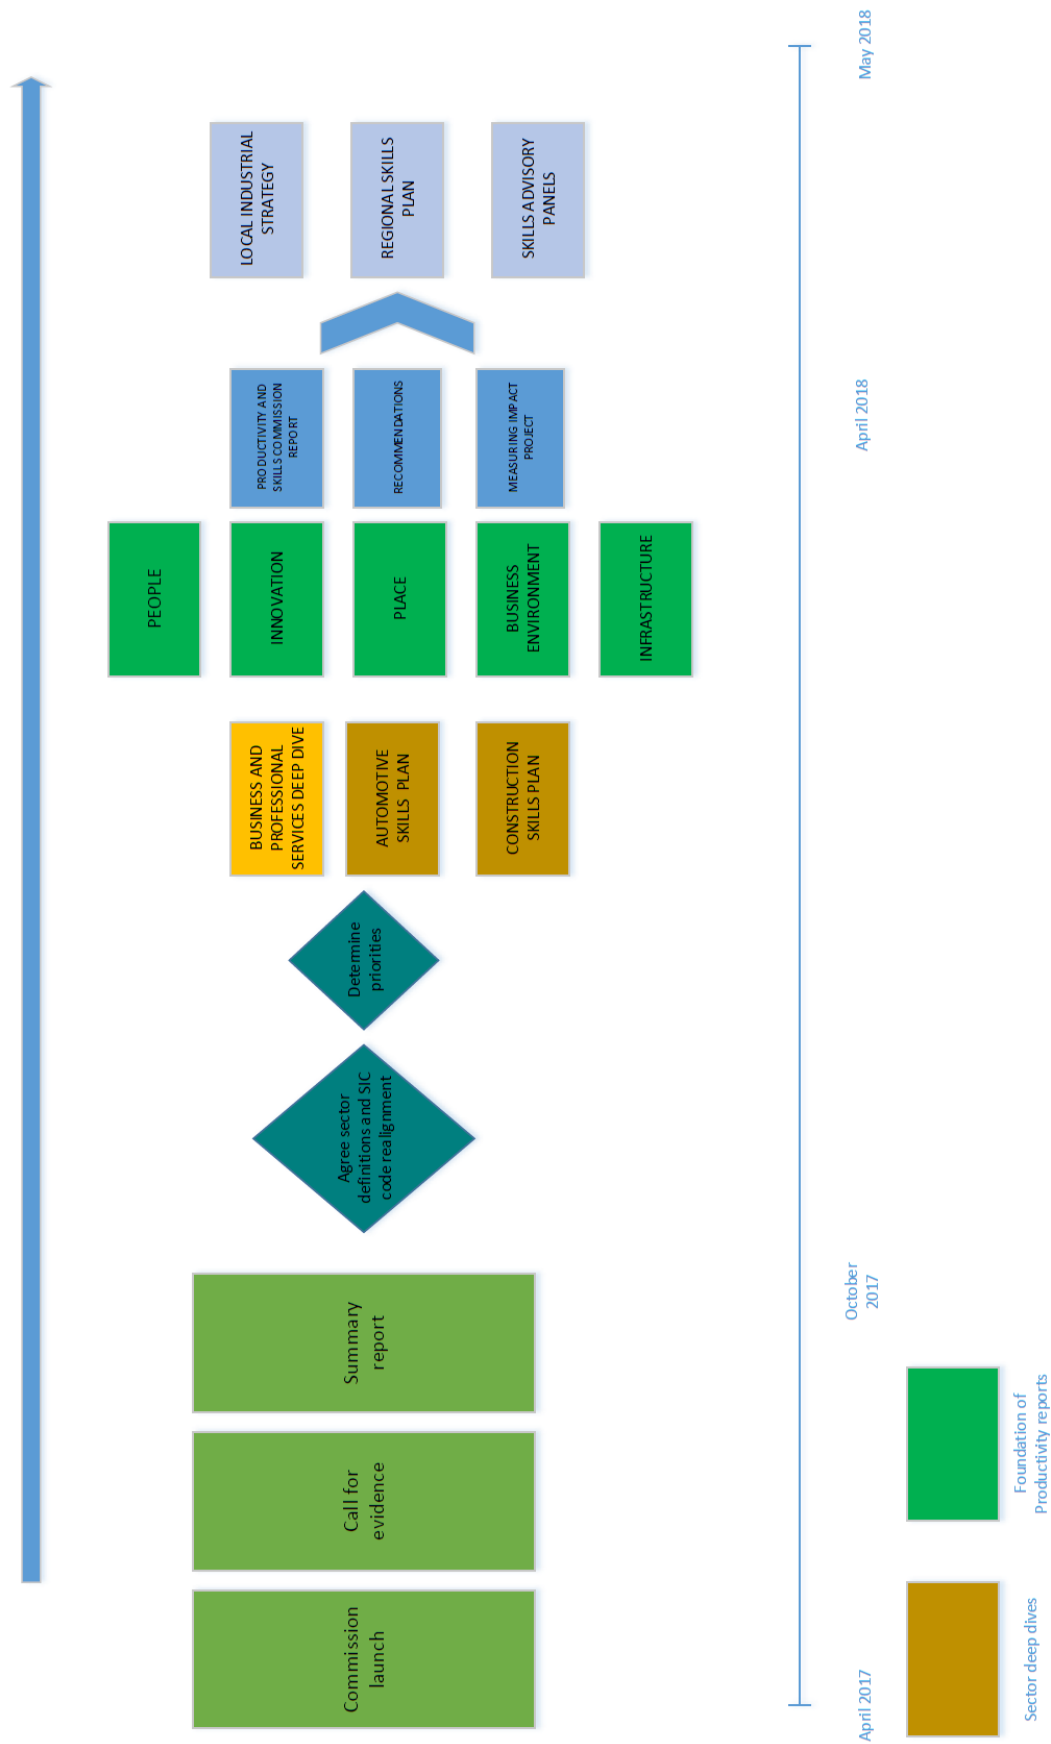 Commission
launch
Call for
evidence
Summary
report
Agree sector
definitions and SIC
code realignment
Determine
priorities
BUSINESS AND
PROFESSIONAL
SERVICES DEEP DIVE
AUTOMOTIVE
SKILLS PLAN
CONSTRUCTION
SKILLS PLAN
PEOPLE
INNOVATION
PLACE
BUSINESS
ENVIRONMENT
INFRASTRUCTURE
PRODUCTIVITY AND
SKILLS COMMISSION
REPORT
RECOMMENDATIONS
MEASURING IMPACT
PROJECT
LOCAL INDUSTRIAL
STRATEGY
REGIONAL SKILLS
PLAN
SKILLS ADVISORY
PANELS
April 2017
October
2017
April 2018
May 2018
Sector deep dives
Foundation of
Productivity reports